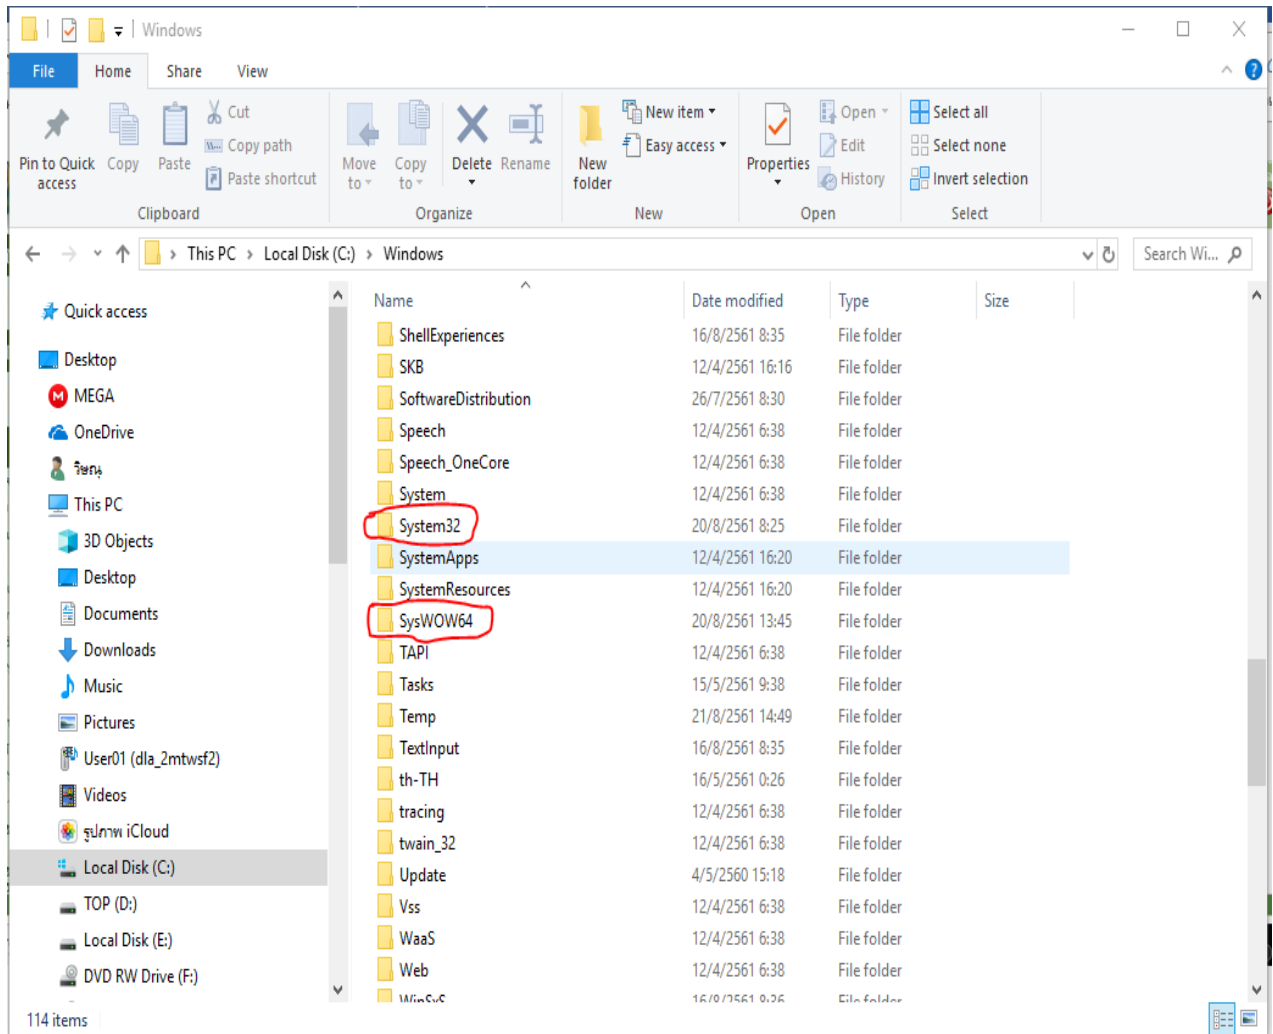 Windows
File Home Share View
Pin to Quick access
Copy
Paste
Cut
Copy path
Paste shortcut
Clipboard
Move to
Copy to
Delete
Rename
Organize
New folder
New item
Easy access
New
Properties
Open
Edit
History
Open
Select all
Select none
Invert selection
Select
This PC > Local Disk (C:) > Windows
Search Wi...
Quick access
Desktop
MEGA
OneDrive
วิษณุ
This PC
3D Objects
Desktop
Documents
Downloads
Music
Pictures
User01 (dla_2mtwsf2)
Videos
รูปภาพ iCloud
Local Disk (C:)
TOP (D:)
Local Disk (E:)
DVD RW Drive (F:)
Name Date modified Type Size
ShellExperiences 16/8/2561 8:35 File folder
SKB 12/4/2561 16:16 File folder
SoftwareDistribution 26/7/2561 8:30 File folder
Speech 12/4/2561 6:38 File folder
Speech_OneCore 12/4/2561 6:38 File folder
System 12/4/2561 6:38 File folder
System32 20/8/2561 8:25 File folder
SystemApps 12/4/2561 16:20 File folder
SystemResources 12/4/2561 16:20 File folder
SysWOW64 20/8/2561 13:45 File folder
TAPI 12/4/2561 6:38 File folder
Tasks 15/5/2561 9:38 File folder
Temp 21/8/2561 14:49 File folder
TextInput 16/8/2561 8:35 File folder
th-TH 16/5/2561 0:26 File folder
tracing 12/4/2561 6:38 File folder
twain_32 12/4/2561 6:38 File folder
Update 4/5/2560 15:18 File folder
Vss 12/4/2561 6:38 File folder
WaaS 12/4/2561 6:38 File folder
Web 12/4/2561 6:38 File folder
WinSxS 16/8/2561 8:36 File folder
114 items